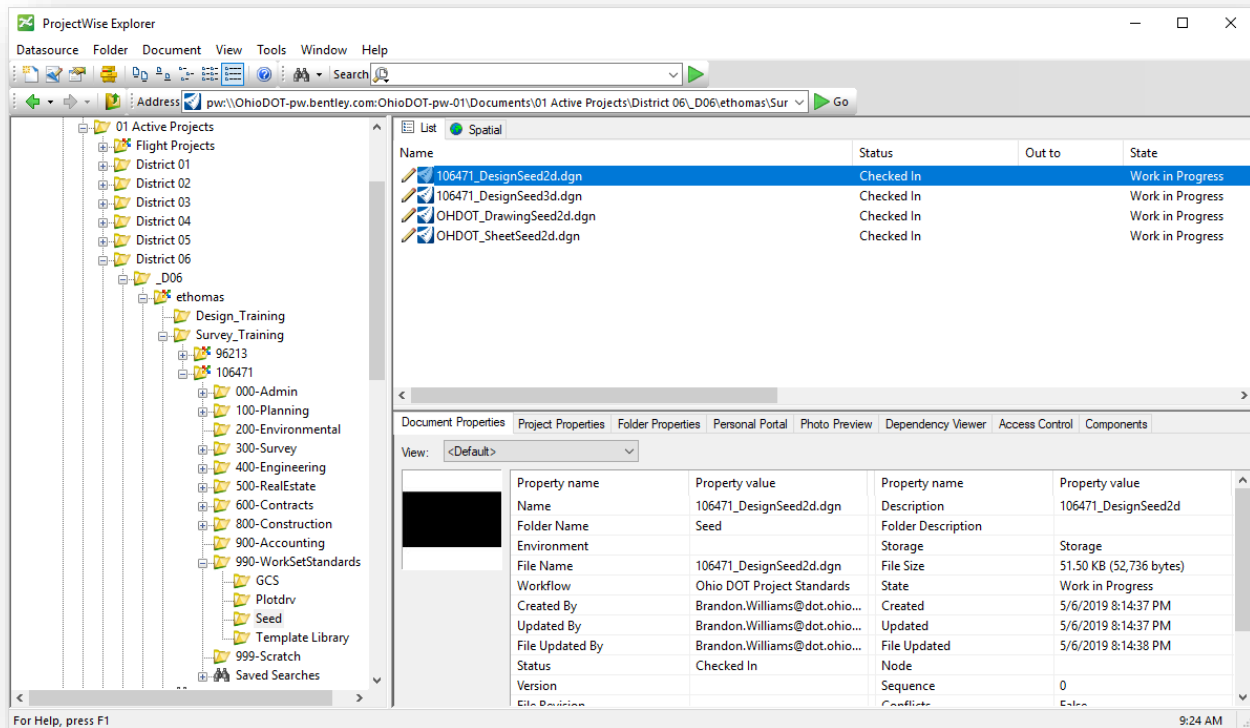 ProjectWise Explorer
Datasource Folder Document View Tools Window Help
Search
Address pw:\\OhioDOT-pw.bentley.com:OhioDOT-pw-01\Documents\01 Active Projects\District 06\_D06\ethomas\Sur Go
01 Active Projects
Flight Projects
District 01
District 02
District 03
District 04
District 05
District 06
_D06
ethomas
Design_Training
Survey_Training
96213
106471
000-Admin
100-Planning
200-Environmental
300-Survey
400-Engineering
500-RealEstate
600-Contracts
800-Construction
900-Accounting
990-WorkSetStandards
GCS
Plotdrv
Seed
Template Library
999-Scratch
Saved Searches
List Spatial
Name Status Out to State
106471_DesignSeed2d.dgn Checked In Work in Progress
106471_DesignSeed3d.dgn Checked In Work in Progress
OHDOT_DrawingSeed2d.dgn Checked In Work in Progress
OHDOT_SheetSeed2d.dgn Checked In Work in Progress
Document Properties Project Properties Folder Properties Personal Portal Photo Preview Dependency Viewer Access Control Components
View: <Default>
Property name Property value Property name Property value
Name 106471_DesignSeed2d.dgn Description 106471_DesignSeed2d
Folder Name Seed Folder Description
Environment Storage Storage
File Name 106471_DesignSeed2d.dgn File Size 51.50 KB (52,736 bytes)
Workflow Ohio DOT Project Standards State Work in Progress
Created By Brandon.Williams@dot.ohio... Created 5/6/2019 8:14:37 PM
Updated By Brandon.Williams@dot.ohio... Updated 5/6/2019 8:14:37 PM
File Updated By Brandon.Williams@dot.ohio... File Updated 5/6/2019 8:14:38 PM
Status Checked In Node
Version Sequence 0
File Revision Conflicts False
For Help, press F1 9:24 AM